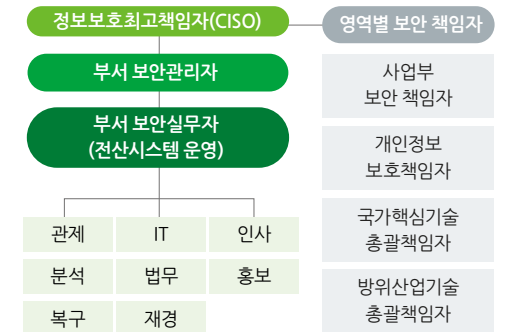 정보보호최고책임자(CISO)
영역별 보안 책임자
부서 보안관리자
부서 보안실무자
(전산시스템 운영)
사업부
보안 책임자
개인정보
보호책임자
국가핵심기술
총괄책임자
방위산업기술
총괄책임자
관제 IT 인사
분석 법무 홍보
복구 재경